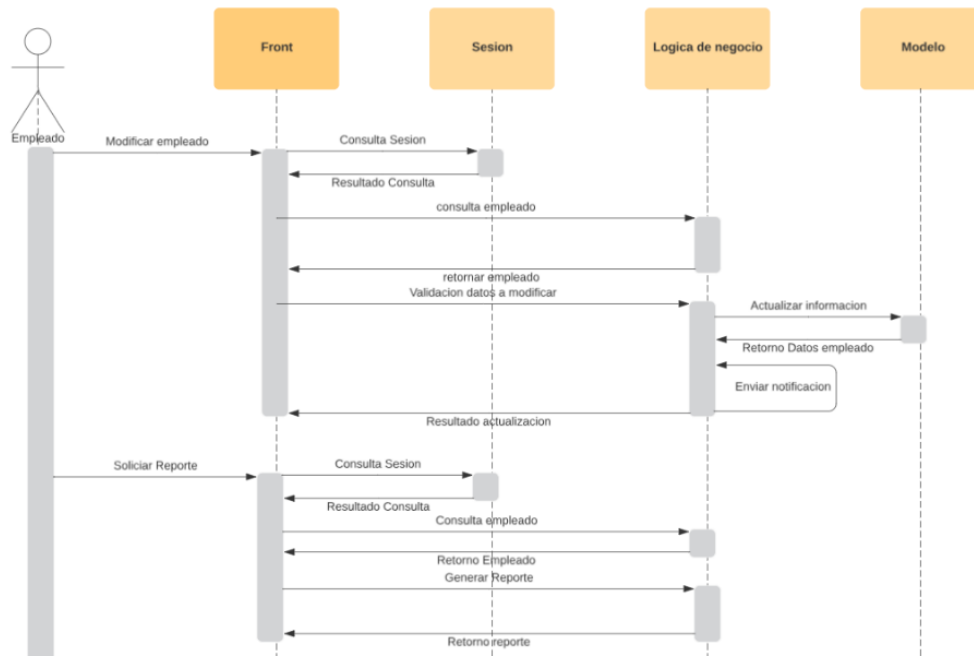 Front
Sesion
Logica de negocio
Modelo
Empleado
Modificar empleado
Consulta Sesion
Resultado Consulta
consulta empleado
retornar empleado
Validacion datos a modificar
Actualizar informacion
Retorno Datos empleado
Enviar notificacion
Resultado actualizacion
Soliciar Reporte
Consulta Sesion
Resultado Consulta
Consulta empleado
Retorno Empleado
Generar Reporte
Retorno reporte